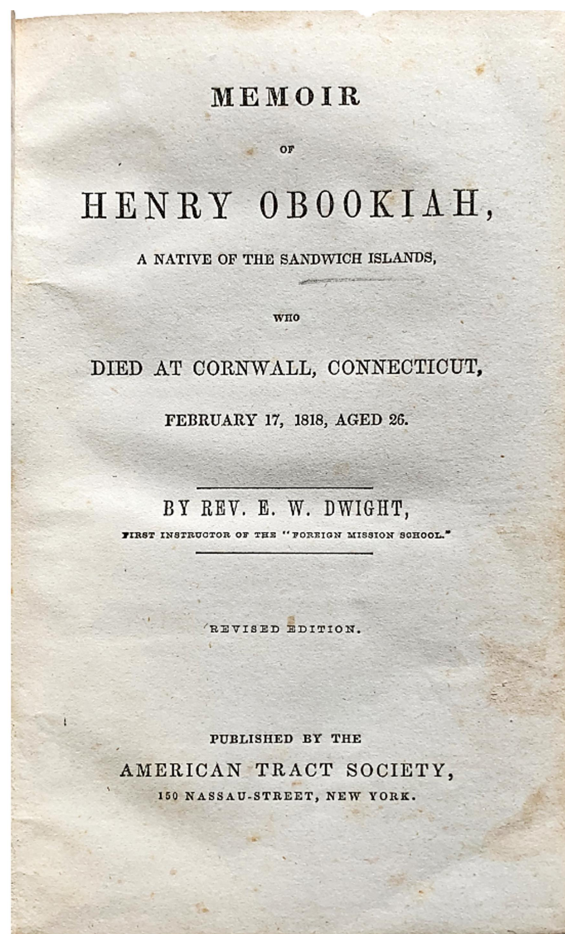 MEMOIR
OF
HENRY OBOOKIAH,
A NATIVE OF THE SANDWICH ISLANDS,
WHO
DIED AT CORNWALL, CONNECTICUT,
FEBRUARY 17, 1818, AGED 26.
BY REV. E. W. DWIGHT,
FIRST INSTRUCTOR OF THE "FOREIGN MISSION SCHOOL."
REVISED EDITION.
PUBLISHED BY THE
AMERICAN TRACT SOCIETY,
150 NASSAU-STREET, NEW YORK.